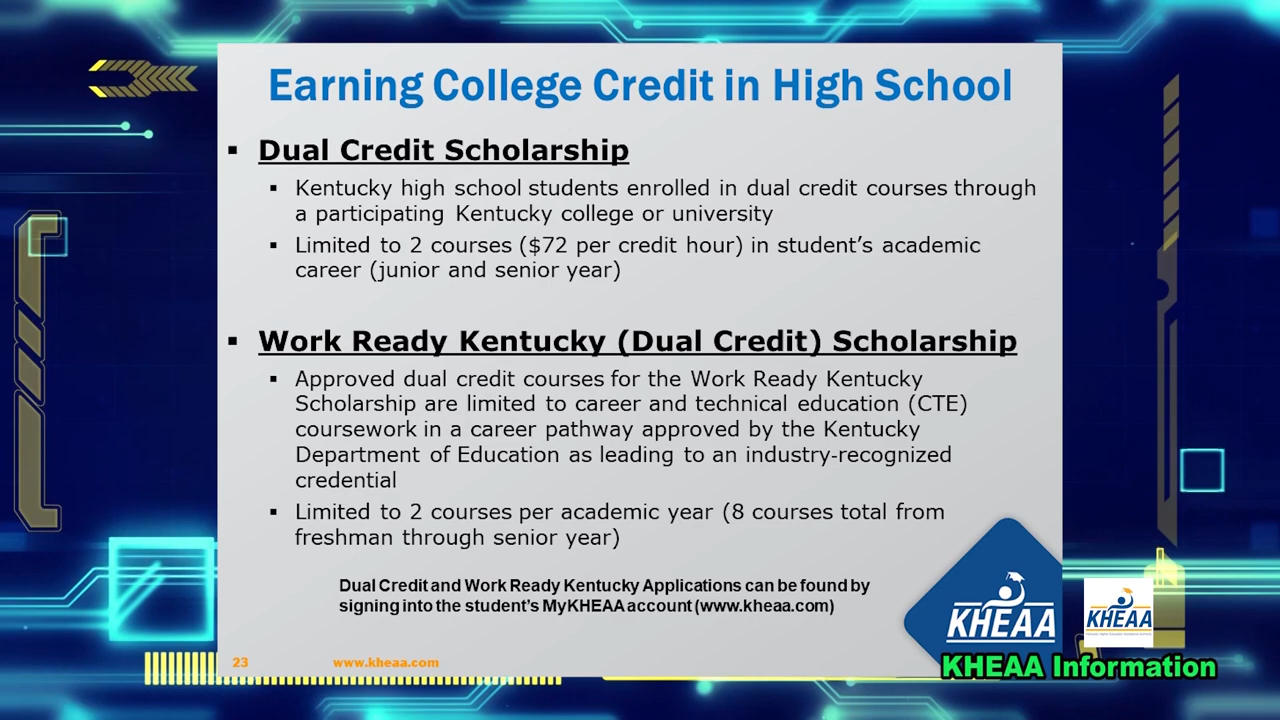 Earning College Credit in High School
▪ Dual Credit Scholarship
▪ Kentucky high school students enrolled in dual credit courses through
a participating Kentucky college or university
▪ Limited to 2 courses ($72 per credit hour) in student’s academic
career (junior and senior year)
▪ Work Ready Kentucky (Dual Credit) Scholarship
▪ Approved dual credit courses for the Work Ready Kentucky
Scholarship are limited to career and technical education (CTE)
coursework in a career pathway approved by the Kentucky
Department of Education as leading to an industry-recognized
credential
▪ Limited to 2 courses per academic year (8 courses total from
freshman through senior year)
Dual Credit and Work Ready Kentucky Applications can be found by
signing into the student’s MyKHEAA account (www.kheaa.com)
KHEAA
KHEAA
23 www.kheaa.com
KHEAA Information